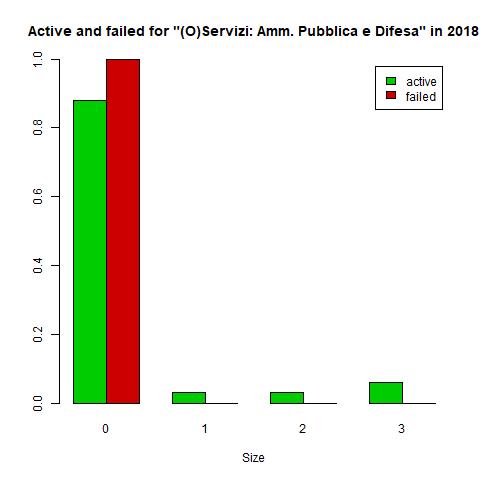 Active and failed for "(O)Servizi: Amm. Pubblica e Difesa" in 2018
active
failed
1.0
0.8
0.6
0.4
0.2
0.0
0 1 2 3
Size